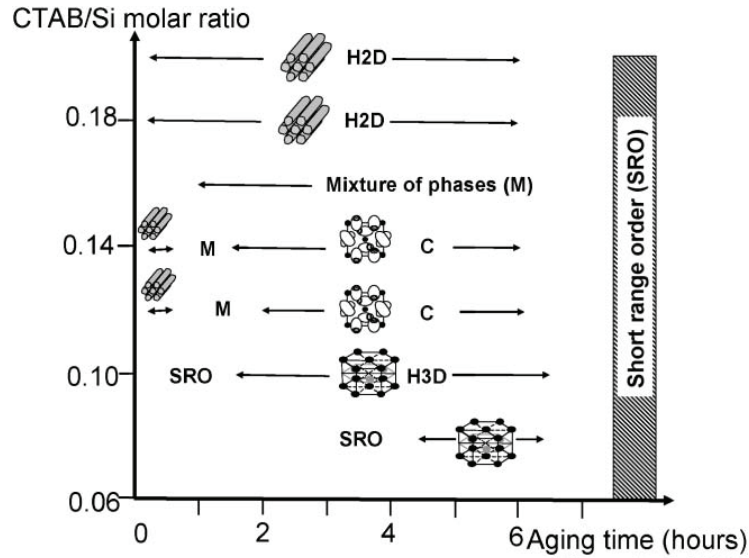 CTAB/Si molar ratio
H2D
0.18
H2D
Mixture of phases (M)
0.14
M
C
M
C
0.10
SRO
H3D
SRO
0.06
0
2
4
6
Aging time (hours)
Short range order (SRO)